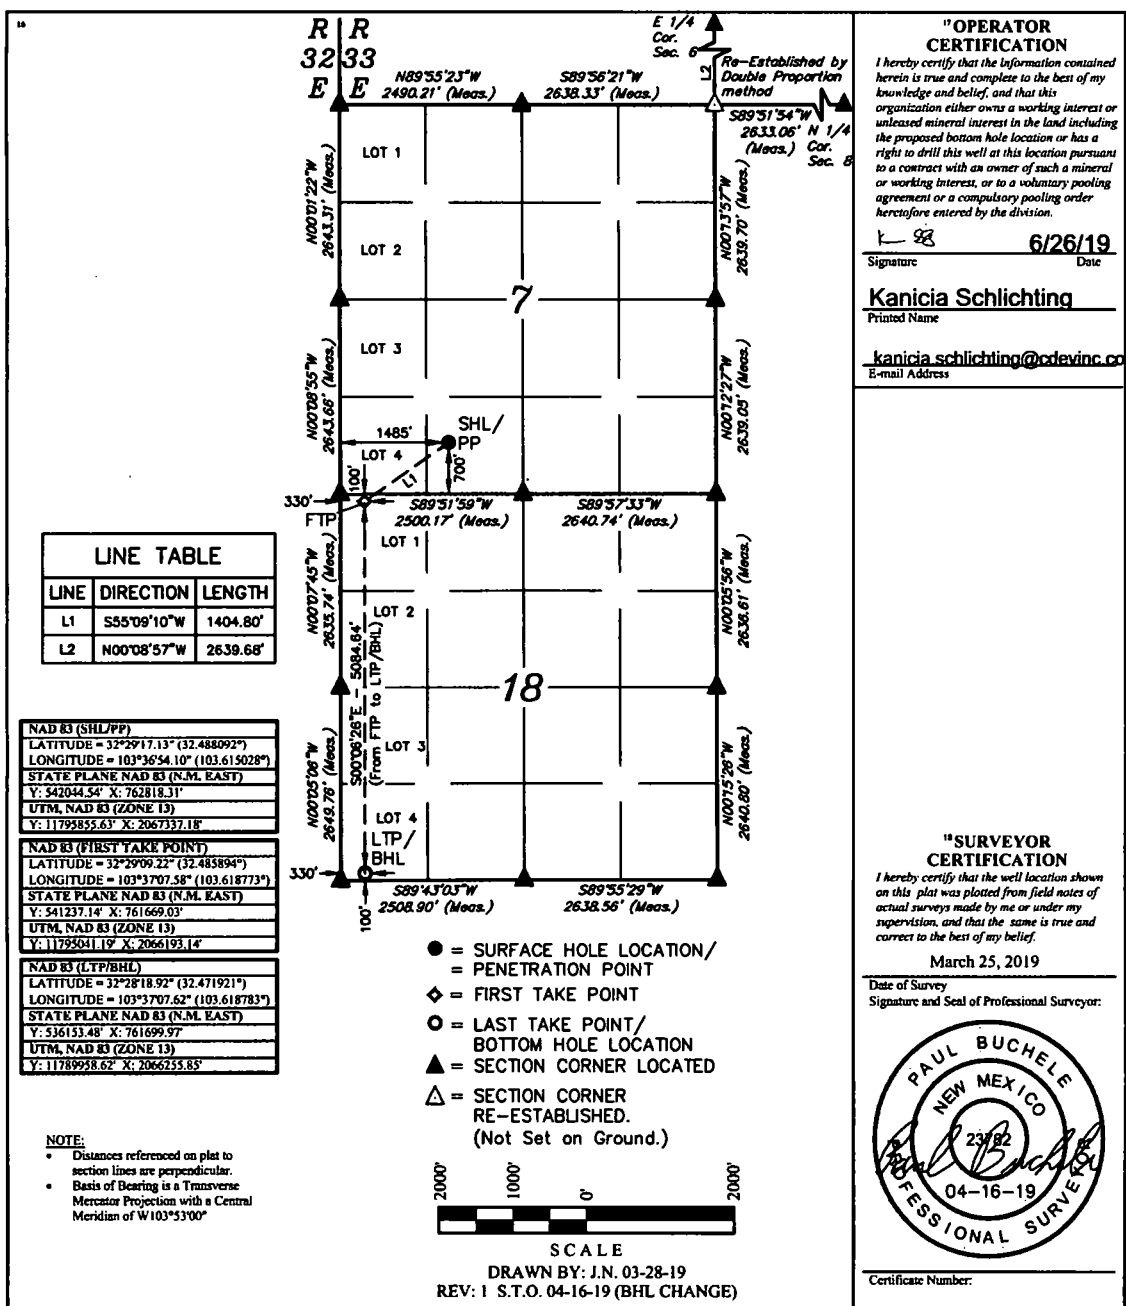 16
R R
32 33
E E
E 1/4
Cor.
Sec. 6
L2
Re-Established by
Double Proportion
method
N89°55'23"W
2490.21' (Meas.)
S89°56'21"W
2638.33' (Meas.)
S89°51'54"W
2633.06'
(Meas.)
N 1/4
Cor.
Sec. 8
N00°01'22"W
2643.31' (Meas.)
LOT 1
LOT 2
N00°13'57"W
2639.70' (Meas.)
7
LOT 3
N00°08'55"W
2643.66' (Meas.)
N00°12'27"W
2639.05' (Meas.)
1485'
SHL/
PP
LOT 4
L1
700'
100'
330'
FTP
S89°51'59"W
2500.17' (Meas.)
S89°57'33"W
2640.74' (Meas.)
LOT 1
N00°07'45"W
2635.74' (Meas.)
LOT 2
N00°05'56"W
2636.61' (Meas.)
S00°06'26"E - 5084.64'
(From FTP to LTP/BHL)
18
LOT 3
N00°05'06"W
2649.76' (Meas.)
N00°15'26"W
2640.80' (Meas.)
LOT 4
LTP/
BHL
330'
100'
S89°43'03"W
2508.90' (Meas.)
S89°55'29"W
2638.56' (Meas.)
LINE TABLE
LINE DIRECTION LENGTH
L1 S55°09'10"W 1404.80'
L2 N00°08'57"W 2639.68'
NAD 83 (SHL/PP)
LATITUDE = 32°29'17.13" (32.488092°)
LONGITUDE = 103°36'54.10" (103.615028°)
STATE PLANE NAD 83 (N.M. EAST)
Y: 542044.54' X: 762818.31'
UTM, NAD 83 (ZONE 13)
Y: 11795855.63' X: 2067337.18'
NAD 83 (FIRST TAKE POINT)
LATITUDE = 32°29'09.22" (32.485894°)
LONGITUDE = 103°37'07.58" (103.618773°)
STATE PLANE NAD 83 (N.M. EAST)
Y: 541237.14' X: 761669.03'
UTM, NAD 83 (ZONE 13)
Y: 11795041.19' X: 2066193.14'
NAD 83 (LTP/BHL)
LATITUDE = 32°28'18.92" (32.471921°)
LONGITUDE = 103°37'07.62" (103.618783°)
STATE PLANE NAD 83 (N.M. EAST)
Y: 536153.48' X: 761699.97'
UTM, NAD 83 (ZONE 13)
Y: 11789958.62' X: 2066255.85'
NOTE:
• Distances referenced on plat to
section lines are perpendicular.
• Basis of Bearing is a Transverse
Mercator Projection with a Central
Meridian of W103°53'00"
= SURFACE HOLE LOCATION/
= PENETRATION POINT
= FIRST TAKE POINT
= LAST TAKE POINT/
BOTTOM HOLE LOCATION
= SECTION CORNER LOCATED
= SECTION CORNER
RE-ESTABLISHED.
(Not Set on Ground.)
2000' 1000' 0' 2000'
SCALE
DRAWN BY: J.N. 03-28-19
REV: 1 S.T.O. 04-16-19 (BHL CHANGE)
17 OPERATOR
CERTIFICATION
I hereby certify that the information contained
herein is true and complete to the best of my
knowledge and belief, and that this
organization either owns a working interest or
unleased mineral interest in the land including
the proposed bottom hole location or has a
right to drill this well at this location pursuant
to a contract with an owner of such a mineral
or working interest, or to a voluntary pooling
agreement or a compulsory pooling order
heretofore entered by the division.
6/26/19
Signature Date
Kanicia Schlichting
Printed Name
kanicia.schlichting@cdevinc.co
E-mail Address
18 SURVEYOR
CERTIFICATION
I hereby certify that the well location shown
on this plat was plotted from field notes of
actual surveys made by me or under my
supervision, and that the same is true and
correct to the best of my belief.
March 25, 2019
Date of Survey
Signature and Seal of Professional Surveyor:
PAUL BUCHELE
NEW MEXICO
23782
04-16-19
PROFESSIONAL SURVEYOR
Certificate Number: